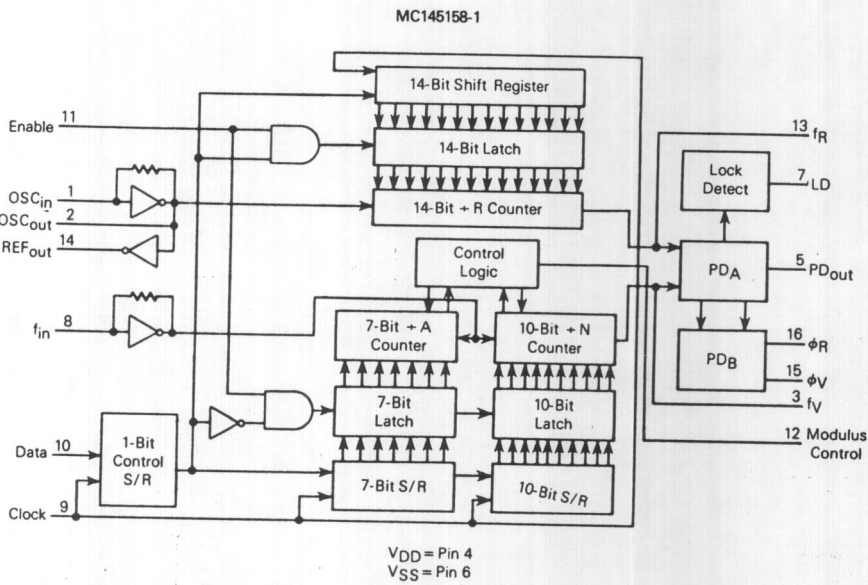 MC145158-1
14-Bit Shift Register
Enable 11
14-Bit Latch
13 fR
Lock Detect
7 LD
OSCin 1
OSCout 2
REFout 14
14-Bit ÷ R Counter
Control Logic
PDA
5 PDout
fin 8
7-Bit ÷ A Counter
10-Bit ÷ N Counter
PDB
16 ϕR
15 ϕV
3 fV
7-Bit Latch
10-Bit Latch
12 Modulus Control
Data 10
1-Bit Control S/R
7-Bit S/R
10-Bit S/R
Clock 9
VDD = Pin 4
VSS = Pin 6